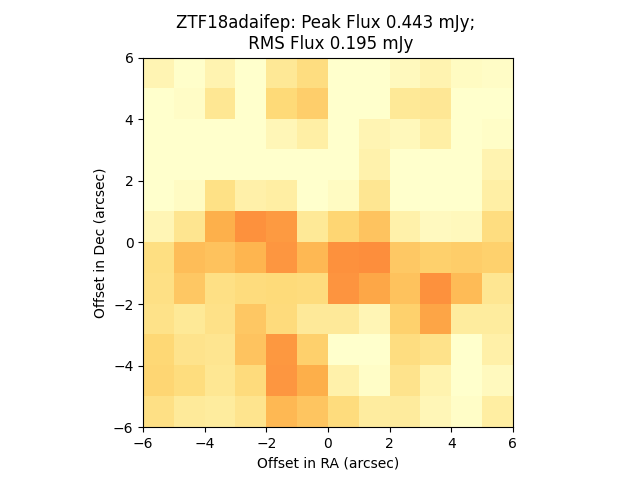 ZTF18adaifep: Peak Flux 0.443 mJy;
RMS Flux 0.195 mJy
6
4
2
0
−2
−4
−6
Offset in Dec (arcsec)
−6 −4 −2 0 2 4 6
Offset in RA (arcsec)